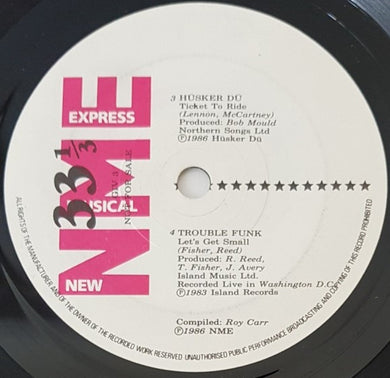 3 HÜSKER DÜ
Ticket To Ride
(Lennon, McCartney)
Produced: Bob Mould
Northern Songs Ltd
℗1986 Hüsker Dü
4 TROUBLE FUNK
Let's Get Small
(Fisher, Reed)
Produced: R. Reed,
T. Fisher, J. Avery
Island Music Ltd.
Recorded Live in Washington D.C.
℗1983 Island Records
Compiled: Roy Carr
℗1986 NME
NME
NEW
MUSICAL
EXPRESS
33 1/3
GIV 3
NOT FOR SALE
ALL RIGHTS OF THE MANUFACTURER AND OF THE OWNER OF THE RECORDED WORK RESERVED UNAUTHORISED PUBLIC PERFORMANCE BROADCASTING AND COPYING OF THIS RECORD PROHIBITED